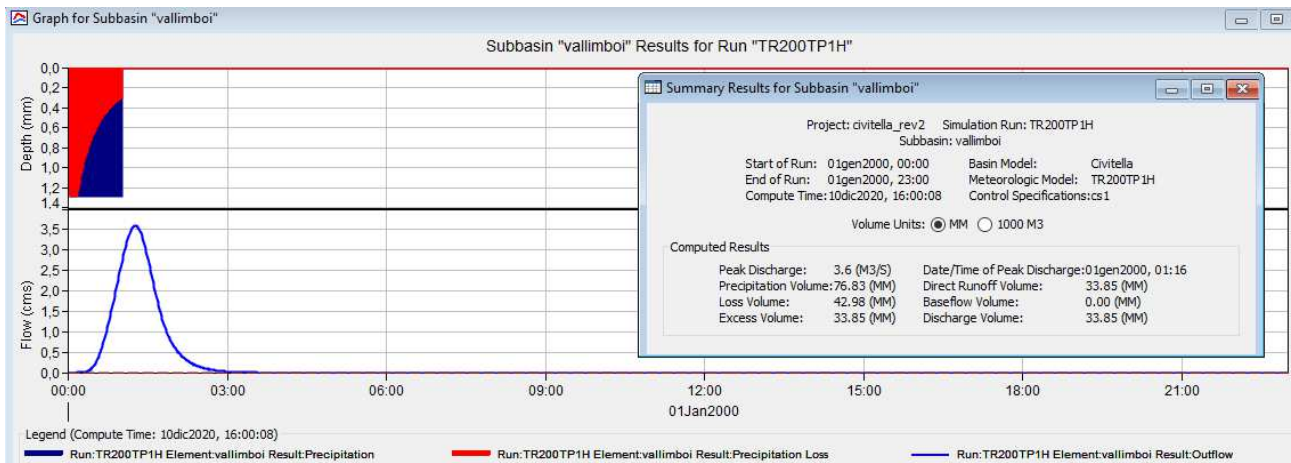 Graph for Subbasin "vallimboi"
Subbasin "vallimboi" Results for Run "TR200TP1H"
Depth (mm)
0,0
0,2
0,4
0,6
0,8
1,0
1,2
1,4
Flow (cms)
3,5
3,0
2,5
2,0
1,5
1,0
0,5
0,0
00:00 03:00 06:00 09:00 12:00 15:00 18:00 21:00
01Jan2000
Summary Results for Subbasin "vallimboi"
Project: civitella_rev2 Simulation Run: TR200TP1H
Subbasin: vallimboi
Start of Run: 01gen2000, 00:00 Basin Model: Civitella
End of Run: 01gen2000, 23:00 Meteorologic Model: TR200TP1H
Compute Time:10dic2020, 16:00:08 Control Specifications:cs1
Volume Units: MM 1000 M3
Computed Results
Peak Discharge: 3.6 (M3/S) Date/Time of Peak Discharge:01gen2000, 01:16
Precipitation Volume:76.83 (MM) Direct Runoff Volume: 33.85 (MM)
Loss Volume: 42.98 (MM) Baseflow Volume: 0.00 (MM)
Excess Volume: 33.85 (MM) Discharge Volume: 33.85 (MM)
Legend (Compute Time: 10dic2020, 16:00:08)
Run:TR200TP1H Element:vallimboi Result:Precipitation Run:TR200TP1H Element:vallimboi Result:Precipitation Loss Run:TR200TP1H Element:vallimboi Result:Outflow